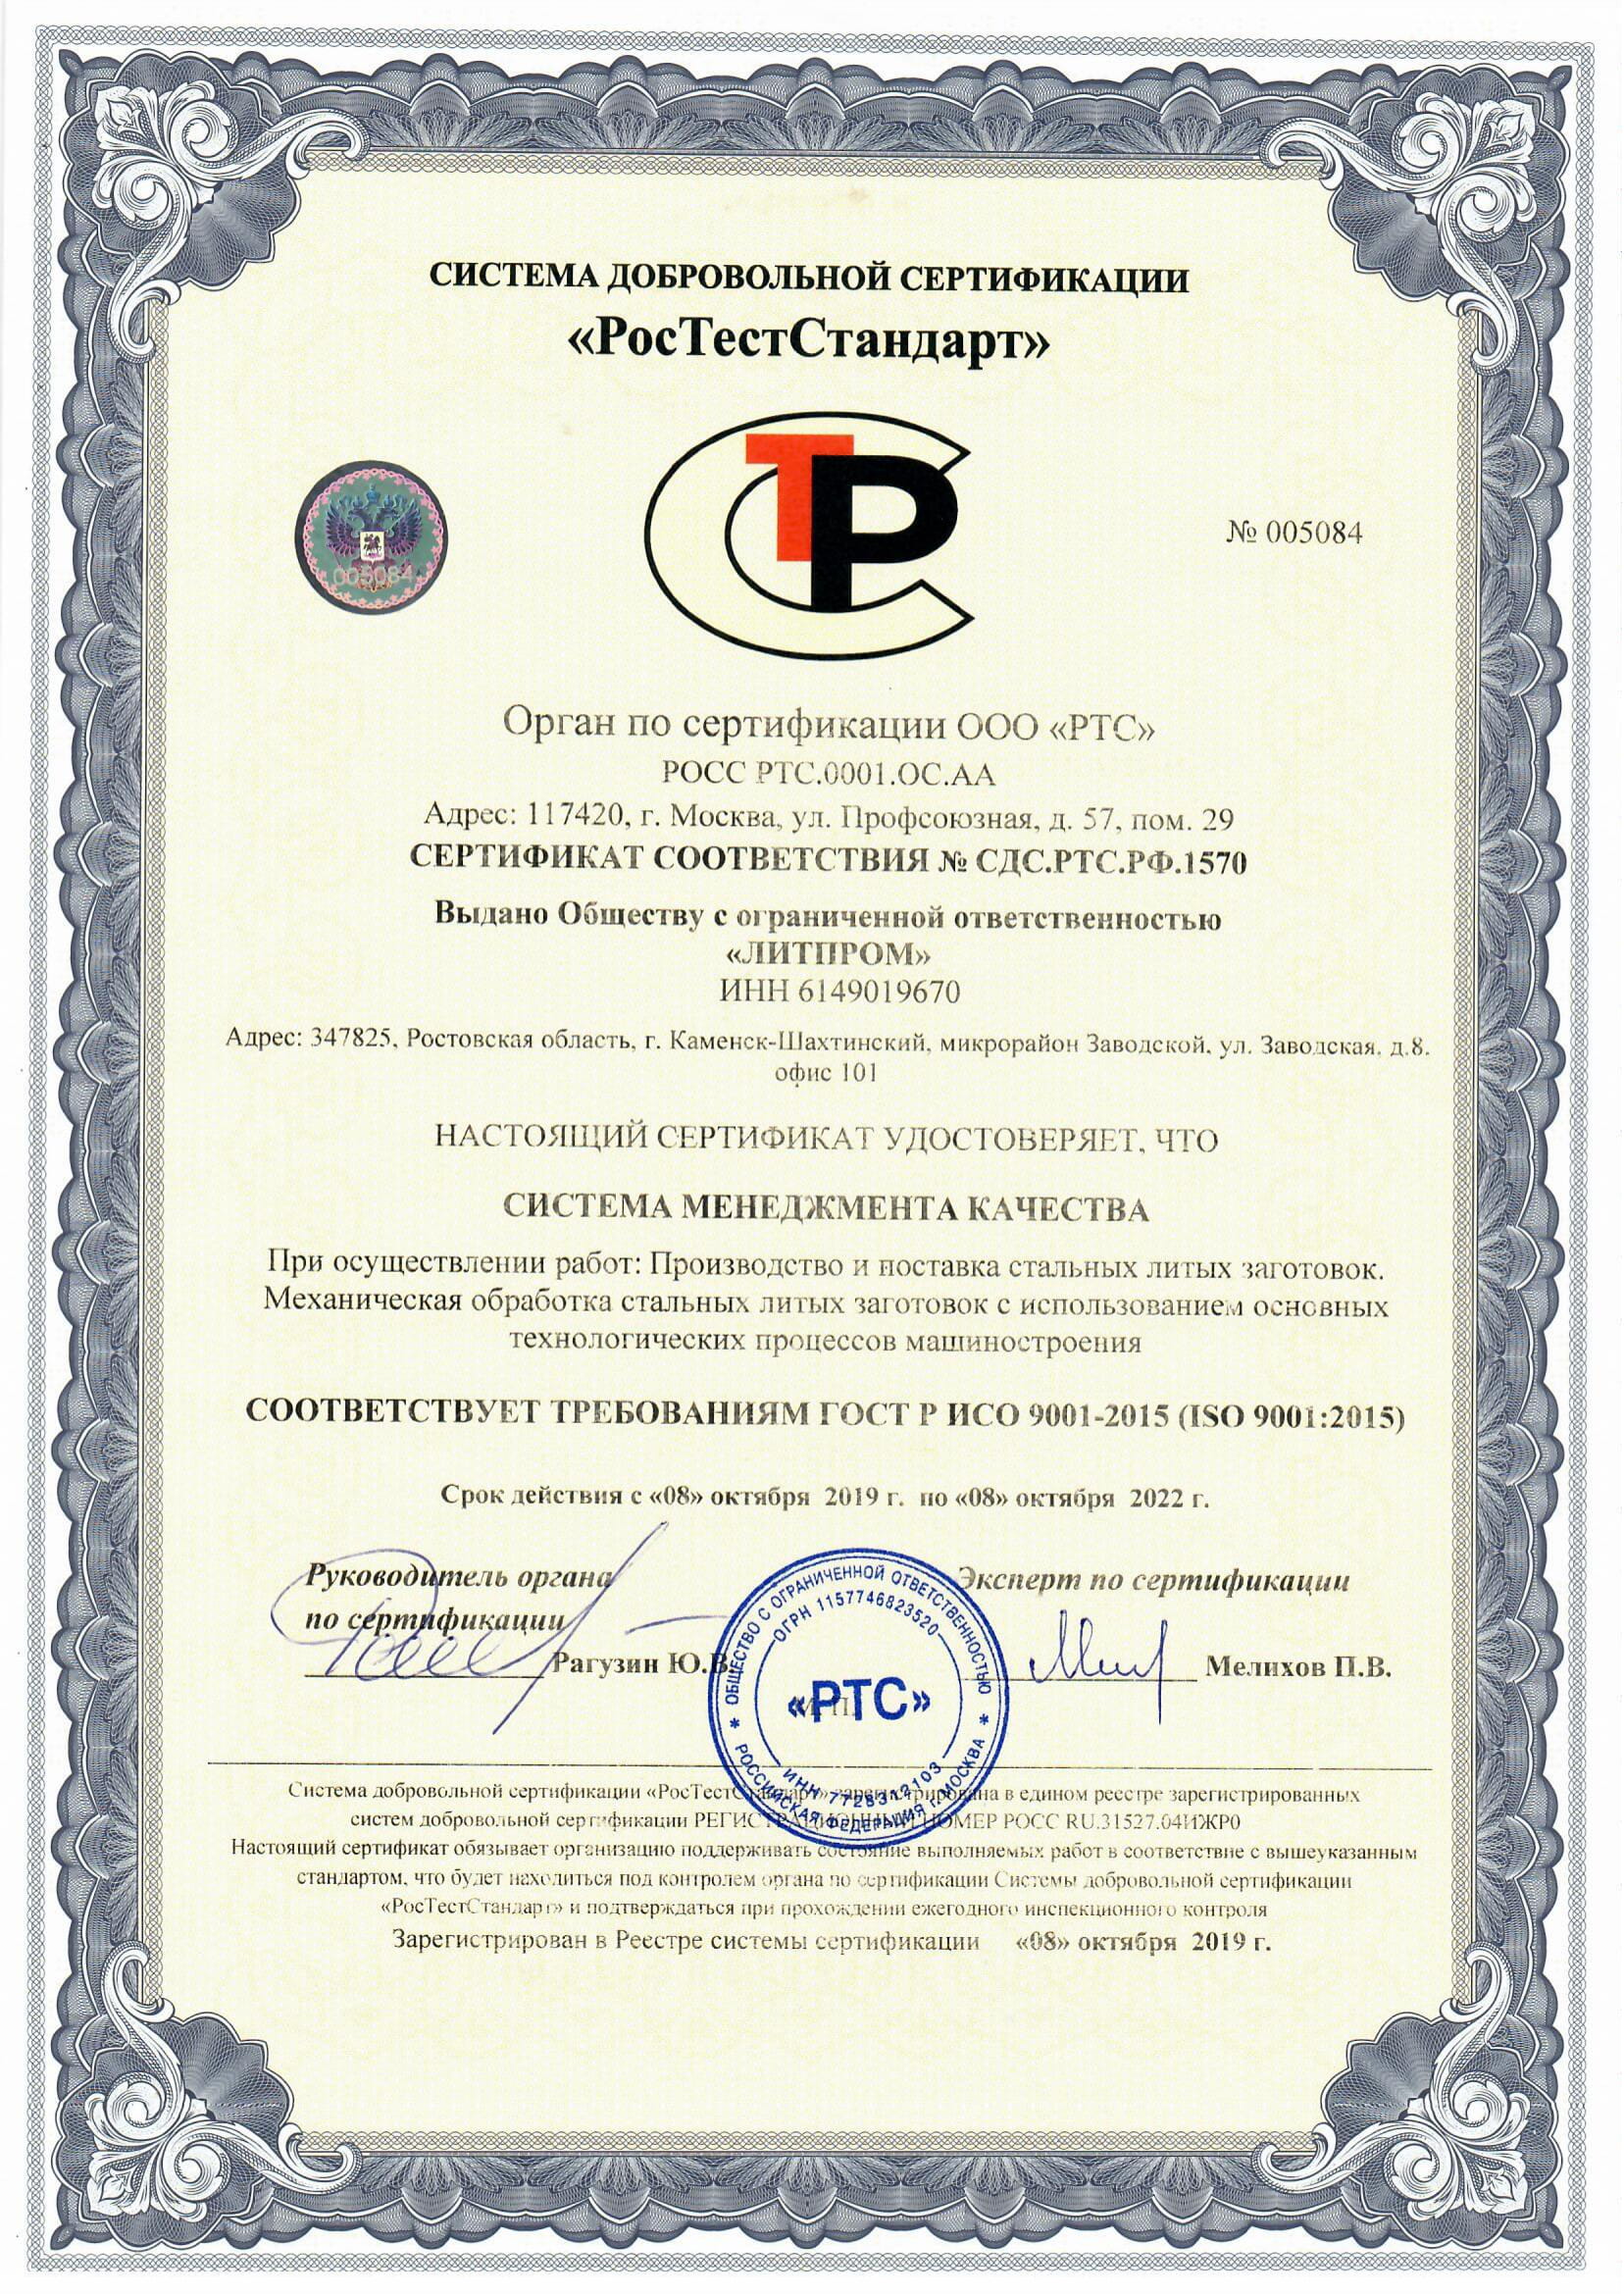 СИСТЕМА ДОБРОВОЛЬНОЙ СЕРТИФИКАЦИИ
«РосТестСтандарт»
ТР
005084
№ 005084
Орган по сертификации ООО «РТС»
РОСС РТС.0001.ОС.АА
Адрес: 117420, г. Москва, ул. Профсоюзная, д. 57, пом. 29
СЕРТИФИКАТ СООТВЕТСТВИЯ № СДС.РТС.РФ.1570
Выдано Обществу с ограниченной ответственностью
«ЛИТПРОМ»
ИНН 6149019670
Адрес: 347825, Ростовская область, г. Каменск-Шахтинский, микрорайон Заводской, ул. Заводская, д.8.
офис 101
НАСТОЯЩИЙ СЕРТИФИКАТ УДОСТОВЕРЯЕТ, ЧТО
СИСТЕМА МЕНЕДЖМЕНТА КАЧЕСТВА
При осуществлении работ: Производство и поставка стальных литых заготовок.
Механическая обработка стальных литых заготовок с использованием основных
технологических процессов машиностроения
СООТВЕТСТВУЕТ ТРЕБОВАНИЯМ ГОСТ Р ИСО 9001-2015 (ISO 9001:2015)
Срок действия с «08» октября 2019 г. по «08» октября 2022 г.
Руководитель органа
по сертификации
Рагузин Ю.В.
Эксперт по сертификации
Мелихов П.В.
М.П.
ОБЩЕСТВО С ОГРАНИЧЕННОЙ ОТВЕТСТВЕННОСТЬЮ
ОГРН 1157746823520
«РТС»
ИНН 7728312103
* РОССИЙСКАЯ ФЕДЕРАЦИЯ г. МОСКВА *
Система добровольной сертификации «РосТестСтандарт» зарегистрирована в едином реестре зарегистрированных
систем добровольной сертификации РЕГИСТРАЦИОННЫЙ НОМЕР РОСС RU.31527.04ИЖР0
Настоящий сертификат обязывает организацию поддерживать состояние выполняемых работ в соответствие с вышеуказанным
стандартом, что будет находиться под контролем органа по сертификации Системы добровольной сертификации
«РосТестСтандарт» и подтверждаться при прохождении ежегодного инспекционного контроля
Зарегистрирован в Реестре системы сертификации «08» октября 2019 г.